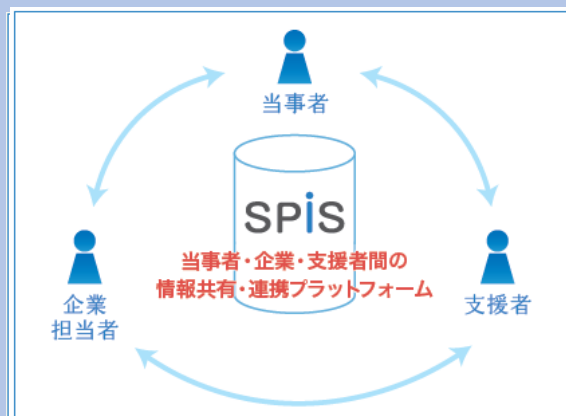 当事者
SPiS
当事者・企業・支援者間の
情報共有・連携プラットフォーム
企業
担当者
支援者